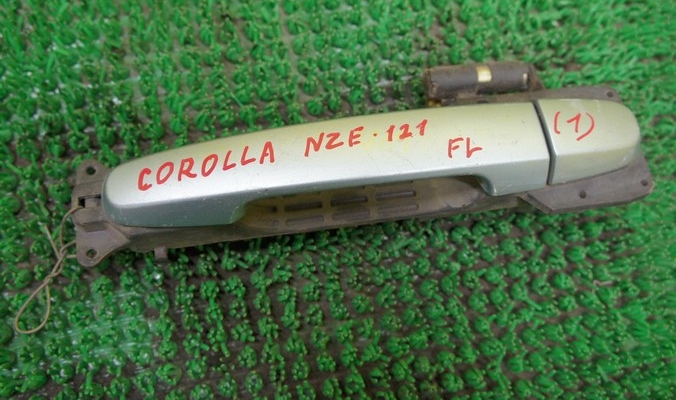 COROLLA NZE·121 FL (1)